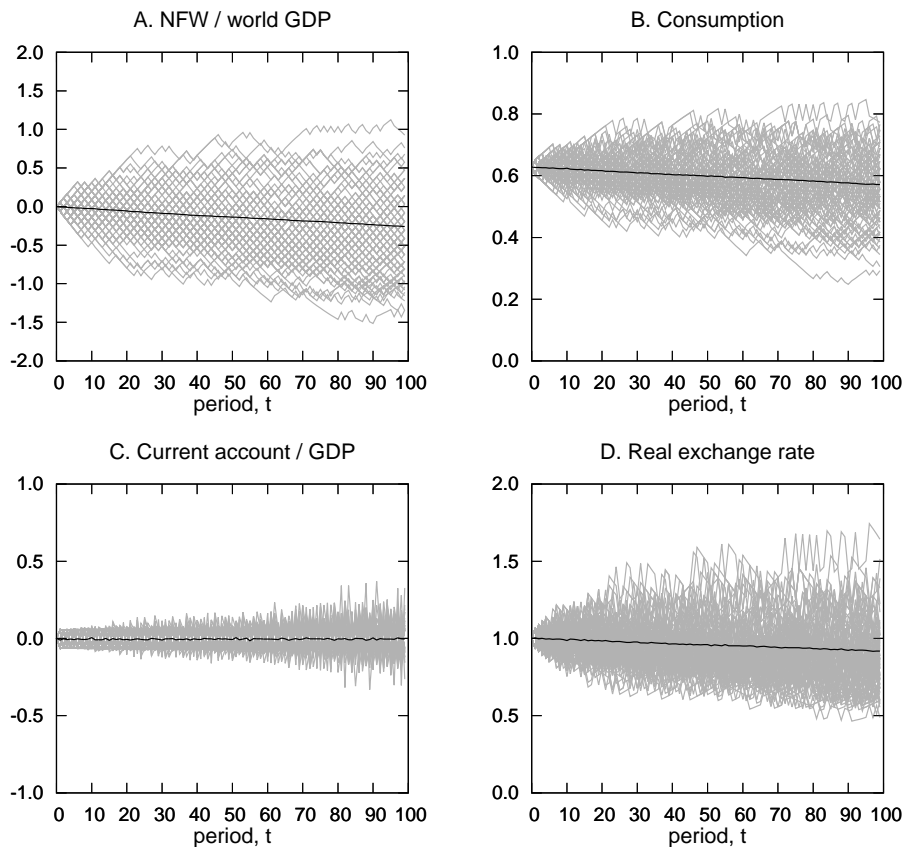 A. NFW / world GDP
2.0
1.5
1.0
0.5
0.0
-0.5
-1.0
-1.5
-2.0
0 10 20 30 40 50 60 70 80 90 100
period, t
B. Consumption
1.0
0.8
0.6
0.4
0.2
0.0
0 10 20 30 40 50 60 70 80 90 100
period, t
C. Current account / GDP
1.0
0.5
0.0
-0.5
-1.0
0 10 20 30 40 50 60 70 80 90 100
period, t
D. Real exchange rate
2.0
1.5
1.0
0.5
0.0
0 10 20 30 40 50 60 70 80 90 100
period, t